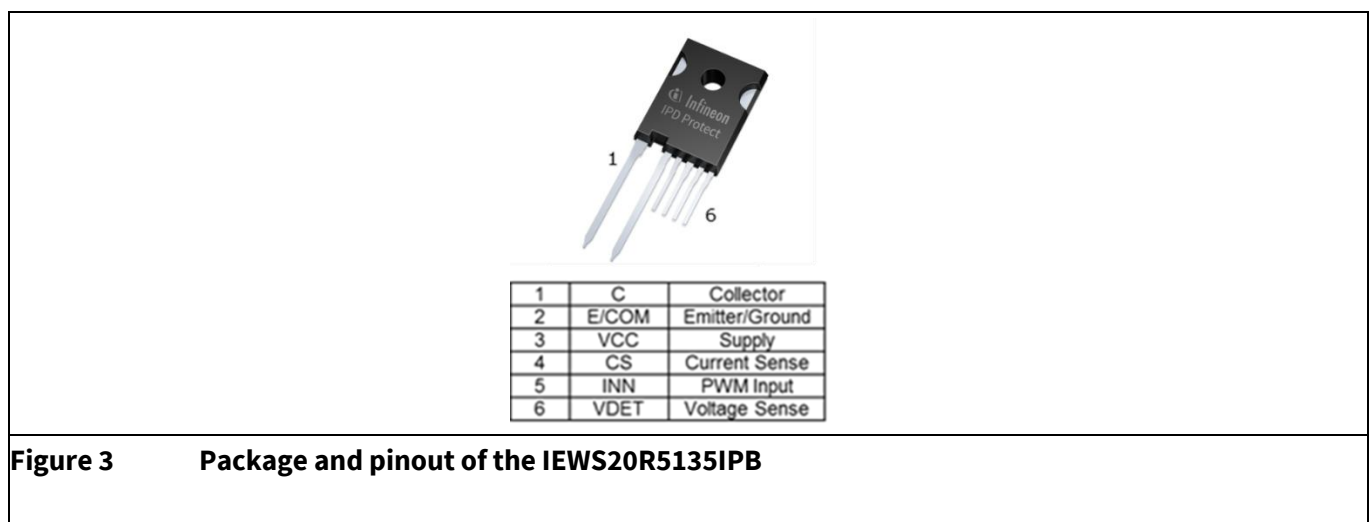 Infineon
IPD Protect
1
6
1 C Collector
2 E/COM Emitter/Ground
3 VCC Supply
4 CS Current Sense
5 INN PWM Input
6 VDET Voltage Sense
Figure 3 Package and pinout of the IEWS20R5135IPB